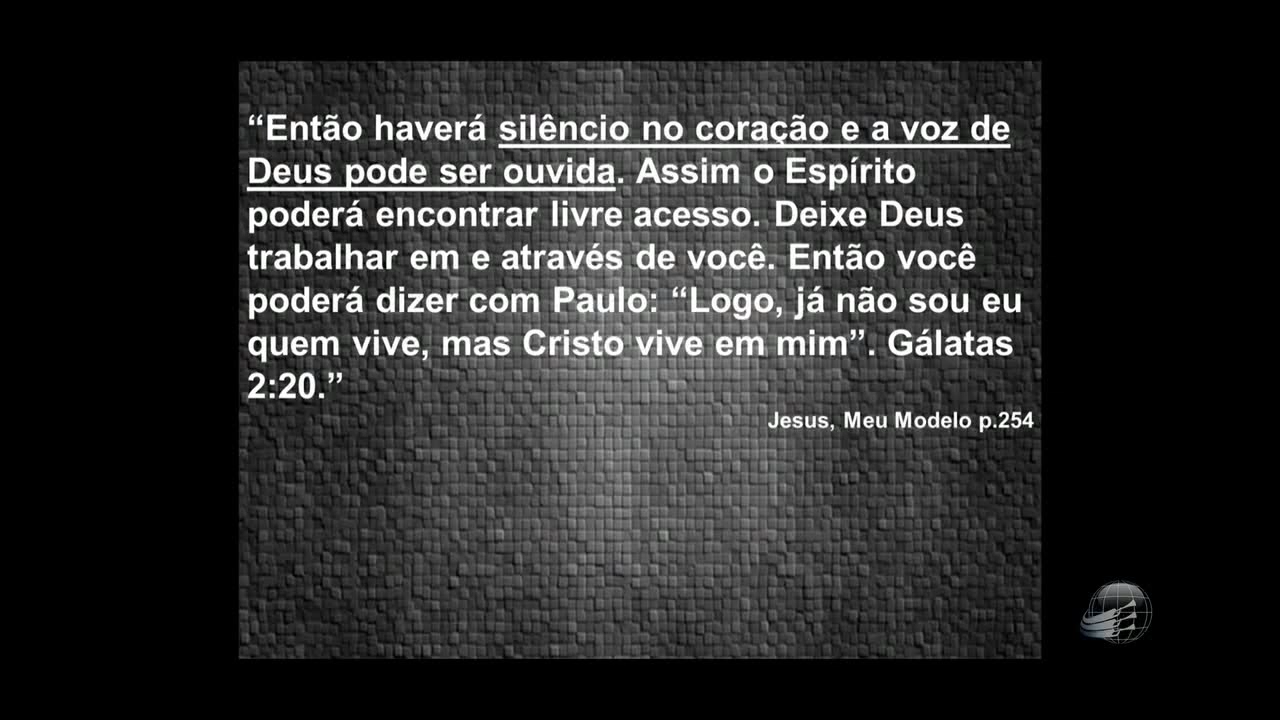 “Então haverá silêncio no coração e a voz de
Deus pode ser ouvida. Assim o Espírito
poderá encontrar livre acesso. Deixe Deus
trabalhar em e através de você. Então você
poderá dizer com Paulo: “Logo, já não sou eu
quem vive, mas Cristo vive em mim”. Gálatas
2:20.”
Jesus, Meu Modelo p.254